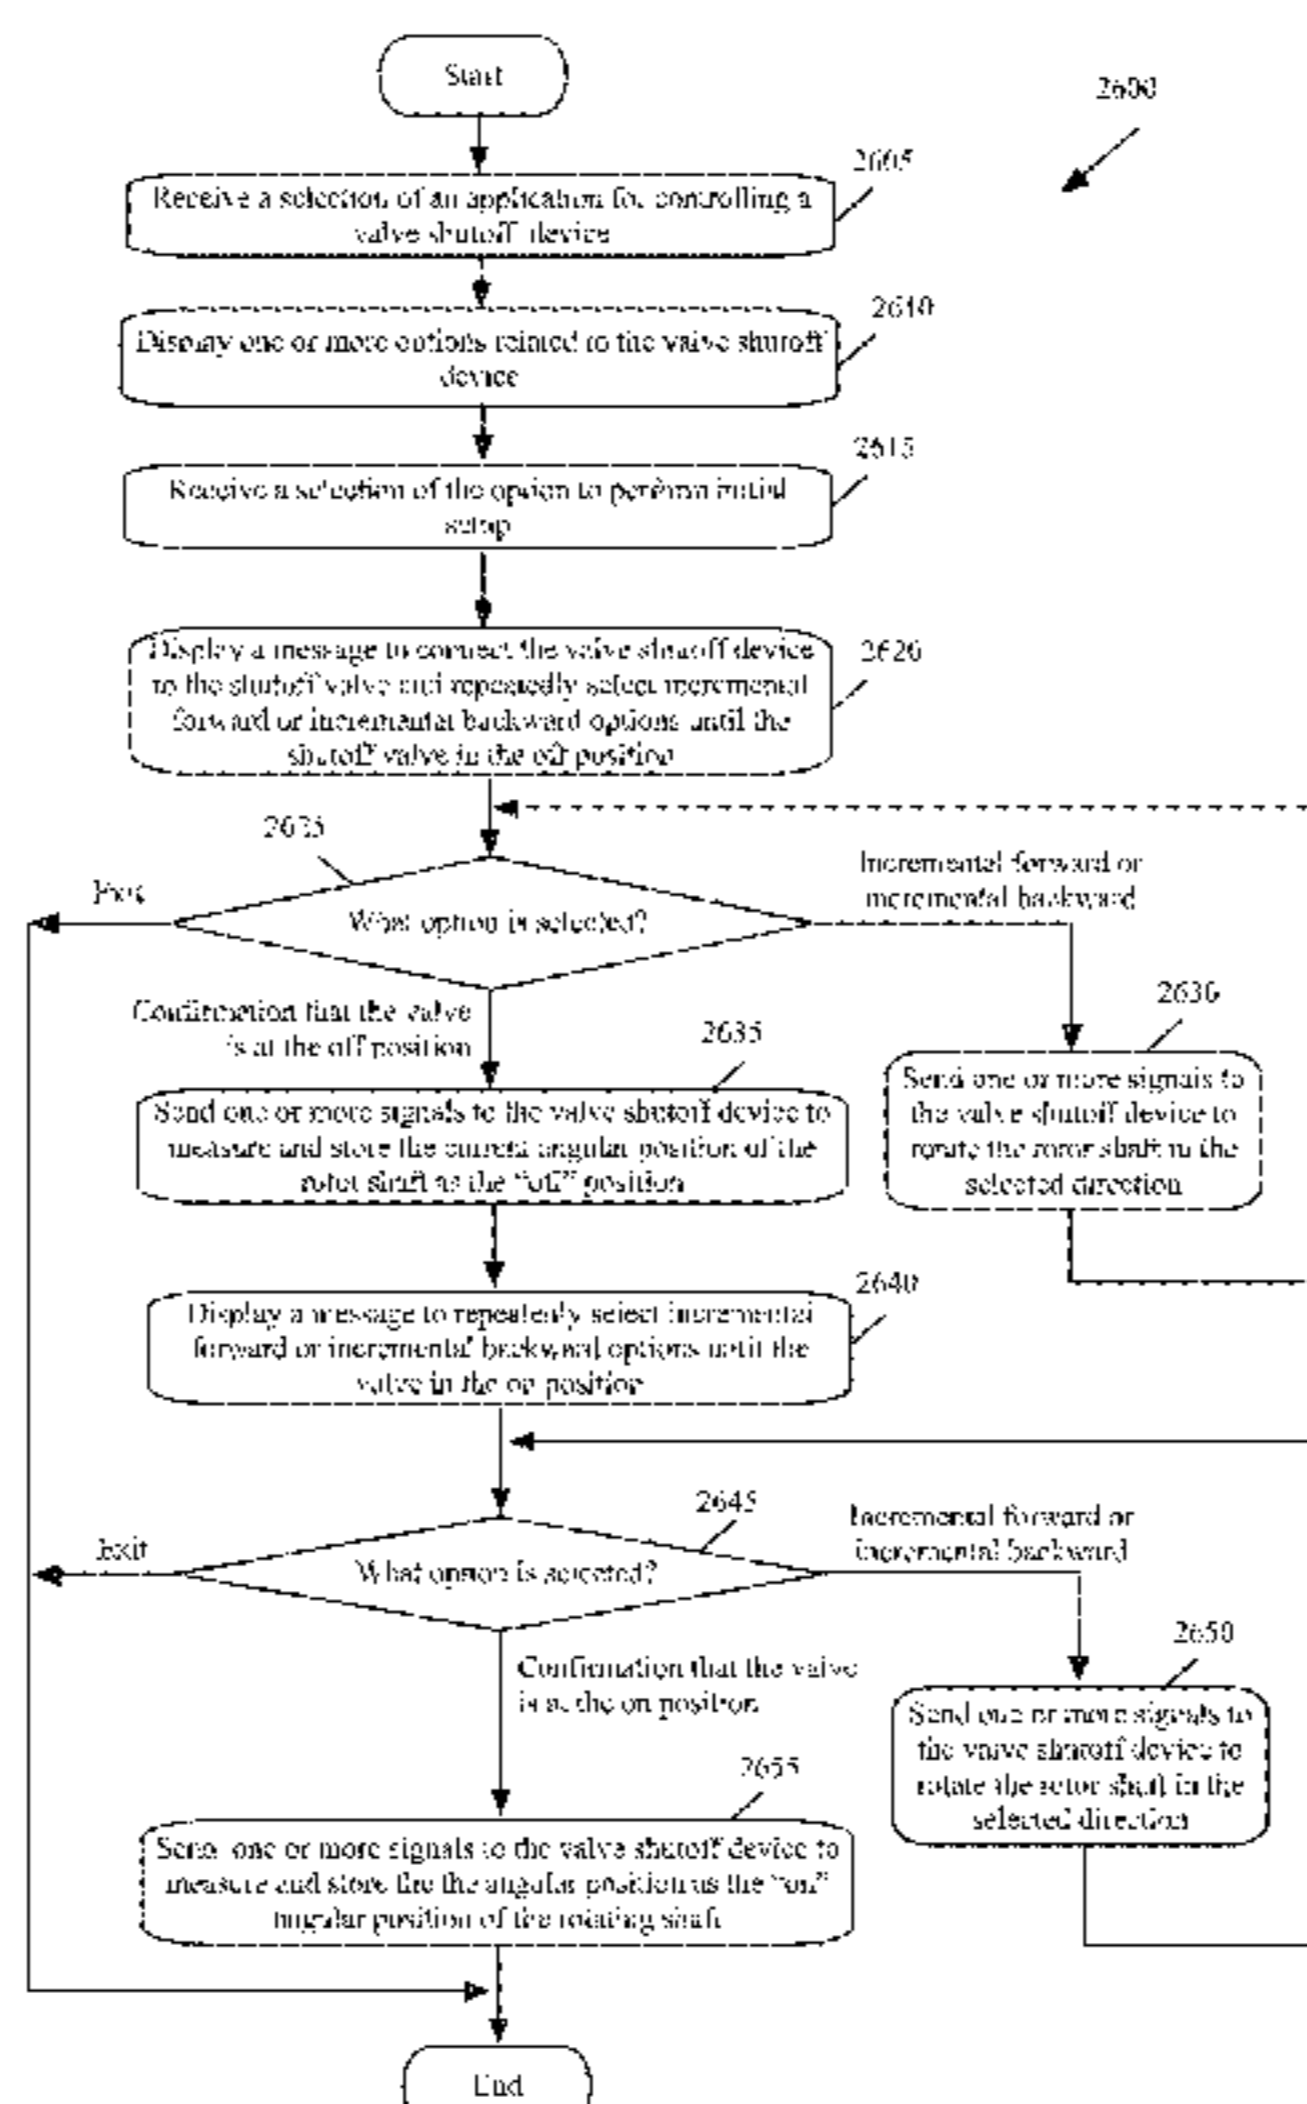 Start
2600
2605
Receive a selection of an application for controlling a
valve shutoff device
2610
Display one or more options related to the valve shutoff
device
2615
Receive a selection of the option to perform initial
setup
2620
Display a message to connect the valve shutoff device
to the shutoff valve and repeatedly select incremental
forward or incremental backward options until the
shutoff valve in the off position
2625
Exit
What option is selected?
Incremental forward or
incremental backward
Confirmation that the valve
is at the off position
2630
Send one or more signals to
the valve shutoff device to
rotate the rotor shaft in the
selected direction
2635
Send one or more signals to the valve shutoff device to
measure and store the current angular position of the
rotor shaft as the “off” position
2640
Display a message to repeatedly select incremental
forward or incremental backward options until the
valve in the on position
2645
Exit
What option is selected?
Incremental forward or
incremental backward
Confirmation that the valve
is at the on position
2650
Send one or more signals to
the valve shutoff device to
rotate the rotor shaft in the
selected direction
2655
Send one or more signals to the valve shutoff device to
measure and store the the angular position as the “on”
angular position of the rotating shaft
End